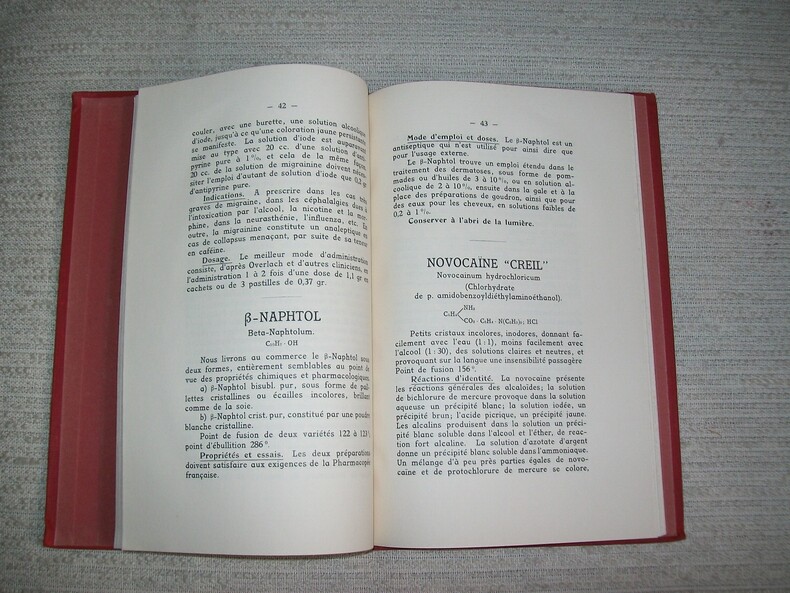 — 42 —
couler, avec une burette, une solution alcoolique
d'iode, jusqu'à ce qu'une coloration jaune persistante
se manifeste. La solution d'iode est auparavant
mise au type avec 20 cc. d'une solution d'anti-
pyrine pure à 1 %, et cela de la même façon.
20 cc. de la solution de migrainine doivent néces-
siter l'emploi d'autant de solution d'iode que 0,2 gr
d'antipyrine pure.
Indications. A prescrire dans les cas très
graves de migraine, dans les céphalalgies dues à
l'intoxication par l'alcool, la nicotine et la mor-
phine, dans la neurasthénie, l'influenza, etc. En
outre, la migrainine constitue un analeptique en
cas de collapsus menaçant, par suite de sa teneur
en caféine.
Dosage. Le meilleur mode d'administration
consiste, d'après Overlach et d'autres cliniciens, en
l'administration 1 à 2 fois d'une dose de 1,1 gr en
cachets ou de 3 pastilles de 0,37 gr.
β-NAPHTOL
Beta-Naphtolum.
C₁₀H₇ · OH
Nous livrons au commerce le β-Naphtol sous
deux formes, entièrement semblables au point de
vue des propriétés chimiques et pharmacologiques.
a) β-Naphtol bisubl. pur, sous forme de pail-
lettes cristallines ou écailles incolores, brillant
comme de la soie.
b) β-Naphtol crist. pur, constitué par une poudre
blanche cristalline.
Point de fusion de deux variétés 122 à 123°,
point d'ébullition 286°.
Propriétés et essais. Les deux préparations
doivent satisfaire aux exigences de la Pharmacopée
française.
— 43 —
Mode d'emploi et doses. Le β-Naphtol est un
antiseptique qui n'est utilisé pour ainsi dire que
pour l'usage externe.
Le β-Naphtol trouve un emploi étendu dans le
traitement des dermatoses, sous forme de pom-
mades ou d'huiles de 3 à 10 %, ou en solution al-
coolique de 2 à 10 %, ensuite dans la gale et à la
place des préparations de goudron, ainsi que pour
des eaux pour les cheveux, en solutions faibles de
0,2 à 1 %.
Conserver à l'abri de la lumière.
NOVOCAÏNE “CREIL”
Novocainum hydrochloricum
(Chlorhydrate
de p. amidobenzoyldiéthylaminoéthanol).
NH₂
C₆H₄
CO₂ · C₂H₄ · N(C₂H₅)₂; HCl
Petits cristaux incolores, inodores, donnant fa-
cilement avec l'eau (1:1), moins facilement avec
l'alcool (1:30), des solutions claires et neutres, et
provoquant sur la langue une insensibilité passagère
Point de fusion 156°.
Réactions d'identité. La novocaïne présente
les réactions générales des alcaloïdes; la solution
de bichlorure de mercure provoque dans la solution
aqueuse un précipité blanc; la solution iodée, un
précipité brun; l'acide picrique, un précipité jaune.
Les alcalins produisent dans la solution un pré-
cipité blanc soluble dans l'alcool et l'éther, de réac-
tion fort alcaline. La solution d'azotate d'argent
donne un précipité blanc soluble dans l'ammoniaque.
Un mélange d'à peu près parties égales de novo-
caïne et de protochlorure de mercure se colore,